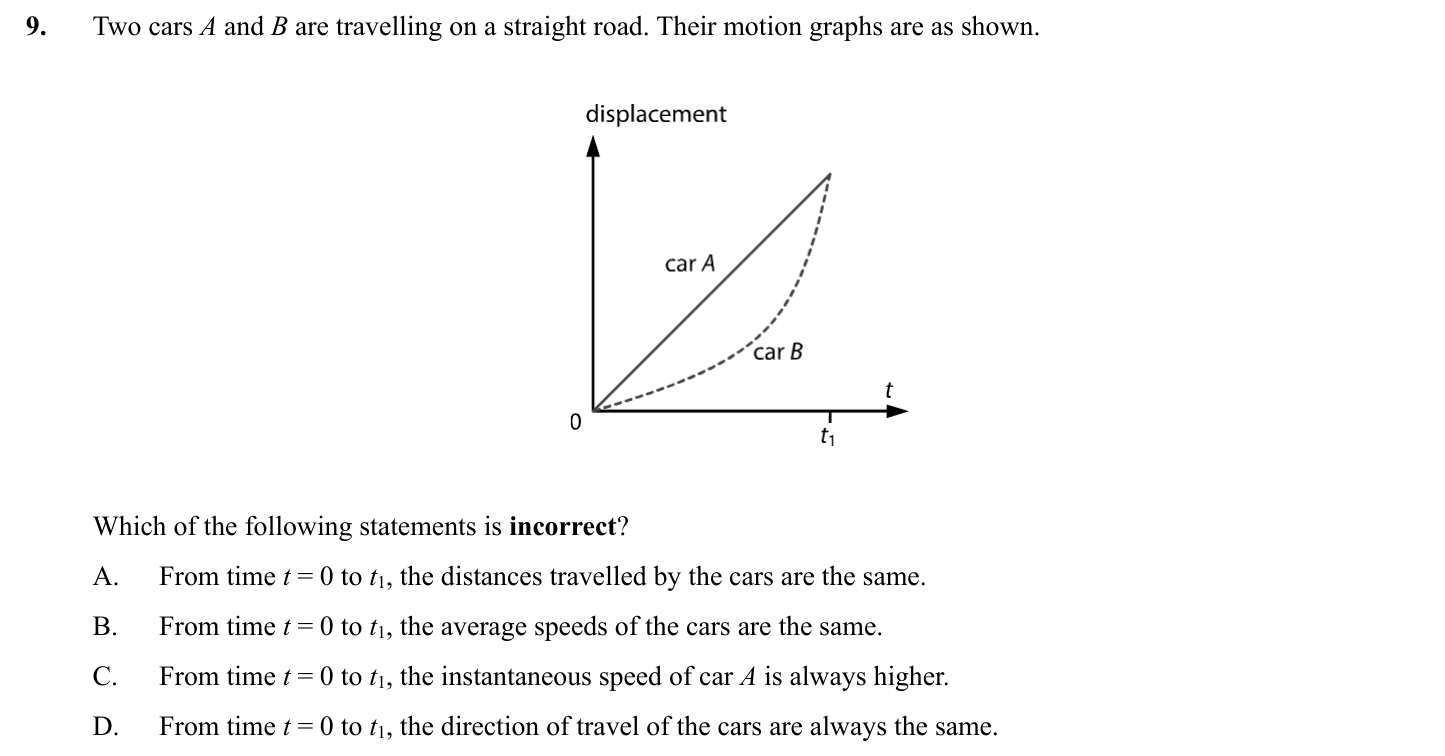 9. Two cars A and B are travelling on a straight road. Their motion graphs are as shown.
displacement
car A
car B
t
0
t₁
Which of the following statements is incorrect?
A. From time t = 0 to t₁, the distances travelled by the cars are the same.
B. From time t = 0 to t₁, the average speeds of the cars are the same.
C. From time t = 0 to t₁, the instantaneous speed of car A is always higher.
D. From time t = 0 to t₁, the direction of travel of the cars are always the same.